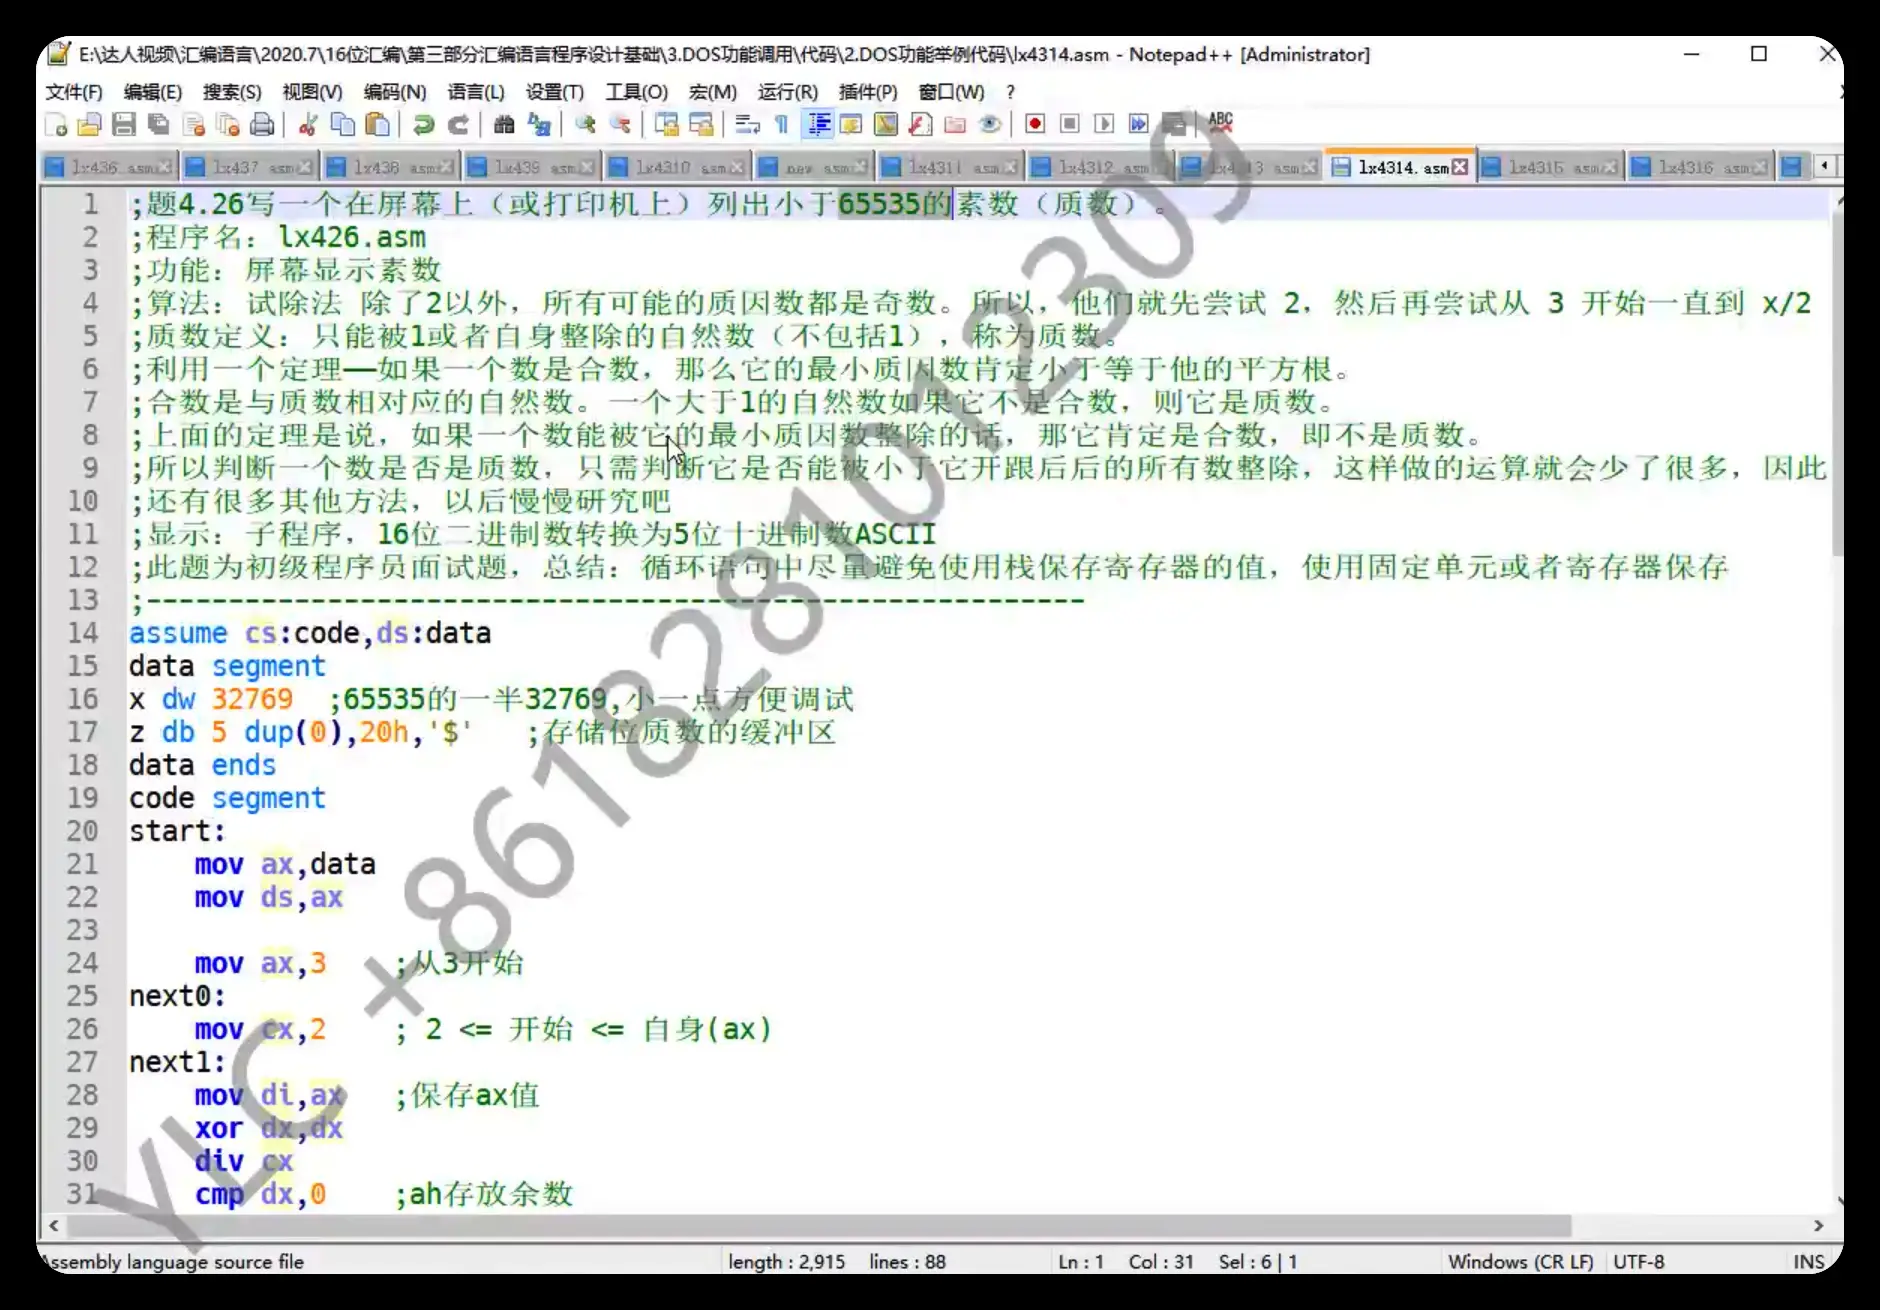 E:\达人视频\汇编语言\2020.7\16位汇编\第三部分汇编语言程序设计基础\3.DOS功能调用\代码\2.DOS功能举例代码\lx4314.asm - Notepad++ [Administrator]
文件(F) 编辑(E) 搜索(S) 视图(V) 编码(N) 语言(L) 设置(T) 工具(O) 宏(M) 运行(R) 插件(P) 窗口(W) ?
ABC
lx436. asm lx437 asm lx438 asm lx439 asm lx4310 asm new asm lx4311 asm lx4312 asm lx4313 asm lx4314. asm lx4315 asm lx4316 asm
1 ;题4.26写一个在屏幕上（或打印机上）列出小于65535的素数（质数）。
2 ;程序名：lx426.asm
3 ;功能：屏幕显示素数
4 ;算法：试除法 除了2以外，所有可能的质因数都是奇数。所以，他们就先尝试 2，然后再尝试从 3 开始一直到 x/2
5 ;质数定义：只能被1或者自身整除的自然数（不包括1），称为质数。
6 ;利用一个定理——如果一个数是合数，那么它的最小质因数肯定小于等于他的平方根。
7 ;合数是与质数相对应的自然数。一个大于1的自然数如果它不是合数，则它是质数。
8 ;上面的定理是说，如果一个数能被它的最小质因数整除的话，那它肯定是合数，即不是质数。
9 ;所以判断一个数是否是质数，只需判断它是否能被小于它开跟后后的所有数整除，这样做的运算就会少了很多，因此
10 ;还有很多其他方法，以后慢慢研究吧
11 ;显示：子程序，16位二进制数转换为5位十进制数ASCII
12 ;此题为初级程序员面试题，总结：循环语句中尽量避免使用栈保存寄存器的值，使用固定单元或者寄存器保存
13 ;---------------------------------------------------------
14 assume cs:code,ds:data
15 data segment
16 x dw 32769 ;65535的一半32769,小一点方便调试
17 z db 5 dup(0),20h,'$' ;存储位质数的缓冲区
18 data ends
19 code segment
20 start:
21 mov ax,data
22 mov ds,ax
23
24 mov ax,3 ;从3开始
25 next0:
26 mov cx,2 ; 2 <= 开始 <= 自身(ax)
27 next1:
28 mov di,ax ;保存ax值
29 xor dx,dx
30 div cx
31 cmp dx,0 ;ah存放余数
YLC +8618281012309
Assembly language source file length : 2,915 lines : 88 Ln : 1 Col : 31 Sel : 6 | 1 Windows (CR LF) UTF-8 INS